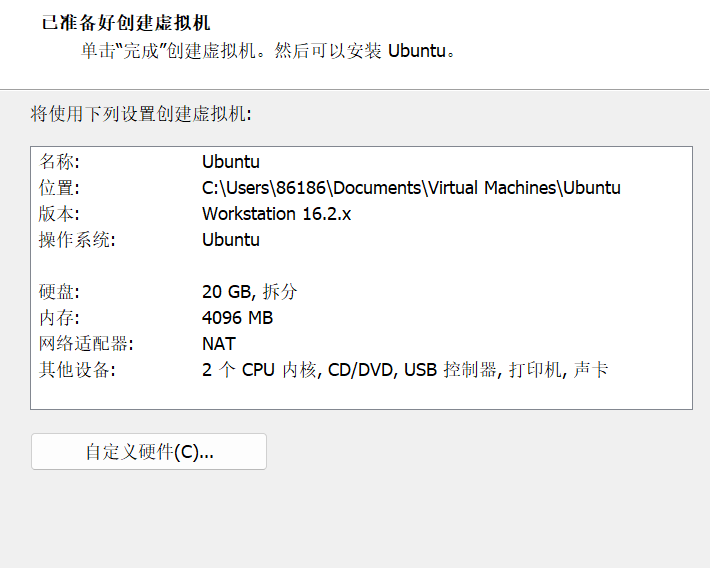 已准备好创建虚拟机
单击“完成”创建虚拟机。然后可以安装 Ubuntu。
将使用下列设置创建虚拟机:
名称: Ubuntu
位置: C:\Users\86186\Documents\Virtual Machines\Ubuntu
版本: Workstation 16.2.x
操作系统: Ubuntu
硬盘: 20 GB, 拆分
内存: 4096 MB
网络适配器: NAT
其他设备: 2 个 CPU 内核, CD/DVD, USB 控制器, 打印机, 声卡
自定义硬件(C)...